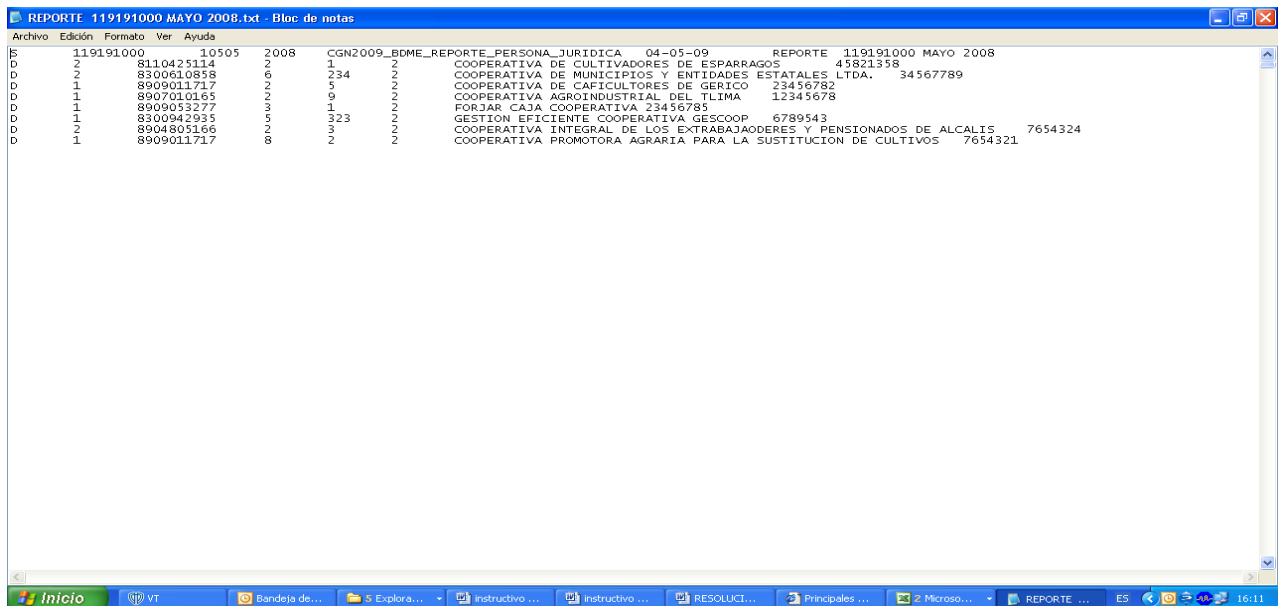 REPORTE 119191000 MAYO 2008.txt - Bloc de notas
Archivo Edición Formato Ver Ayuda
S 119191000 10505 2008 CGN2009_BDME_REPORTE_PERSONA_JURIDICA 04-05-09 REPORTE 119191000 MAYO 2008
D 2 8110425114 2 1 2 COOPERATIVA DE CULTIVADORES DE ESPARRAGOS 45821358
D 2 8300610858 6 234 2 COOPERATIVA DE MUNICIPIOS Y ENTIDADES ESTATALES LTDA. 34567789
D 1 8909011717 2 5 2 COOPERATIVA DE CAFICULTORES DE GERICO 23456782
D 1 8907010165 2 9 2 COOPERATIVA AGROINDUSTRIAL DEL TLIMA 12345678
D 1 8909053277 3 1 2 FORJAR CAJA COOPERATIVA 23456785
D 1 8300942935 5 323 2 GESTION EFICIENTE COOPERATIVA GESCOOP 6789543
D 2 8904805166 2 3 2 COOPERATIVA INTEGRAL DE LOS EXTRABAJAODERES Y PENSIONADOS DE ALCALIS 7654324
D 1 8909011717 8 2 2 COOPERATIVA PROMOTORA AGRARIA PARA LA SUSTITUCION DE CULTIVOS 7654321
Inicio VT Bandeja de... 5 Explora... instructivo ... instructivo ... RESOLUCI... Principales ... 2 Microso... REPORTE ... ES 16:11